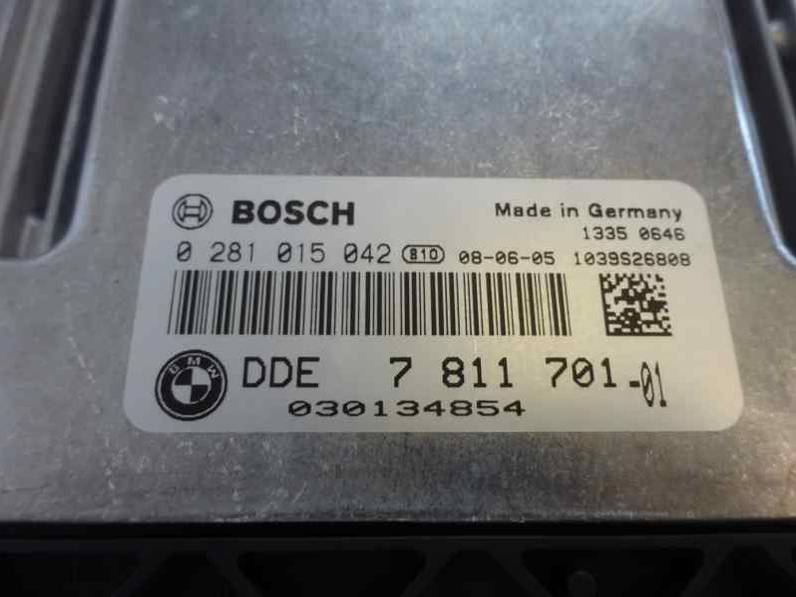 BOSCH Made in Germany
1335 0646
0 281 015 042 810 08-06-05 1039S26808
BMW DDE 7 811 701-01
030134854